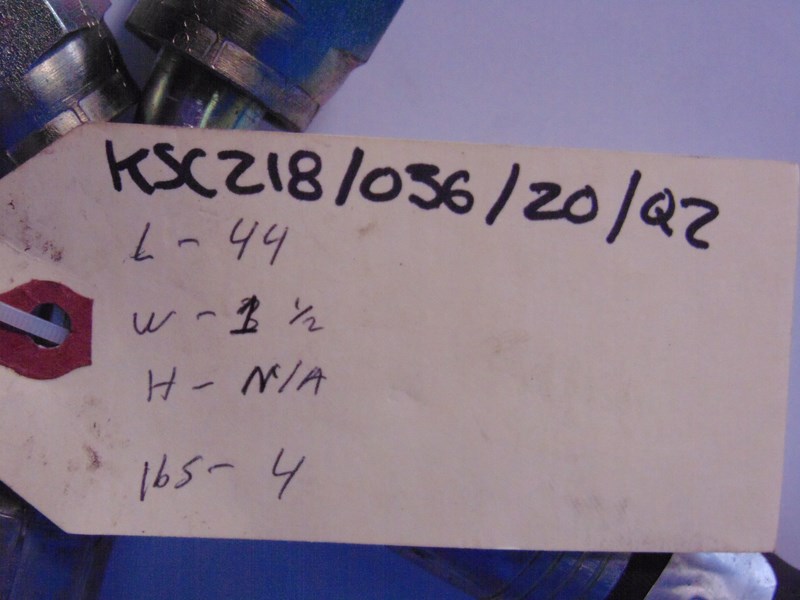 KSC218/036/20/Q2
L - 44
W - 1 1/2
H - N/A
lbs - 4